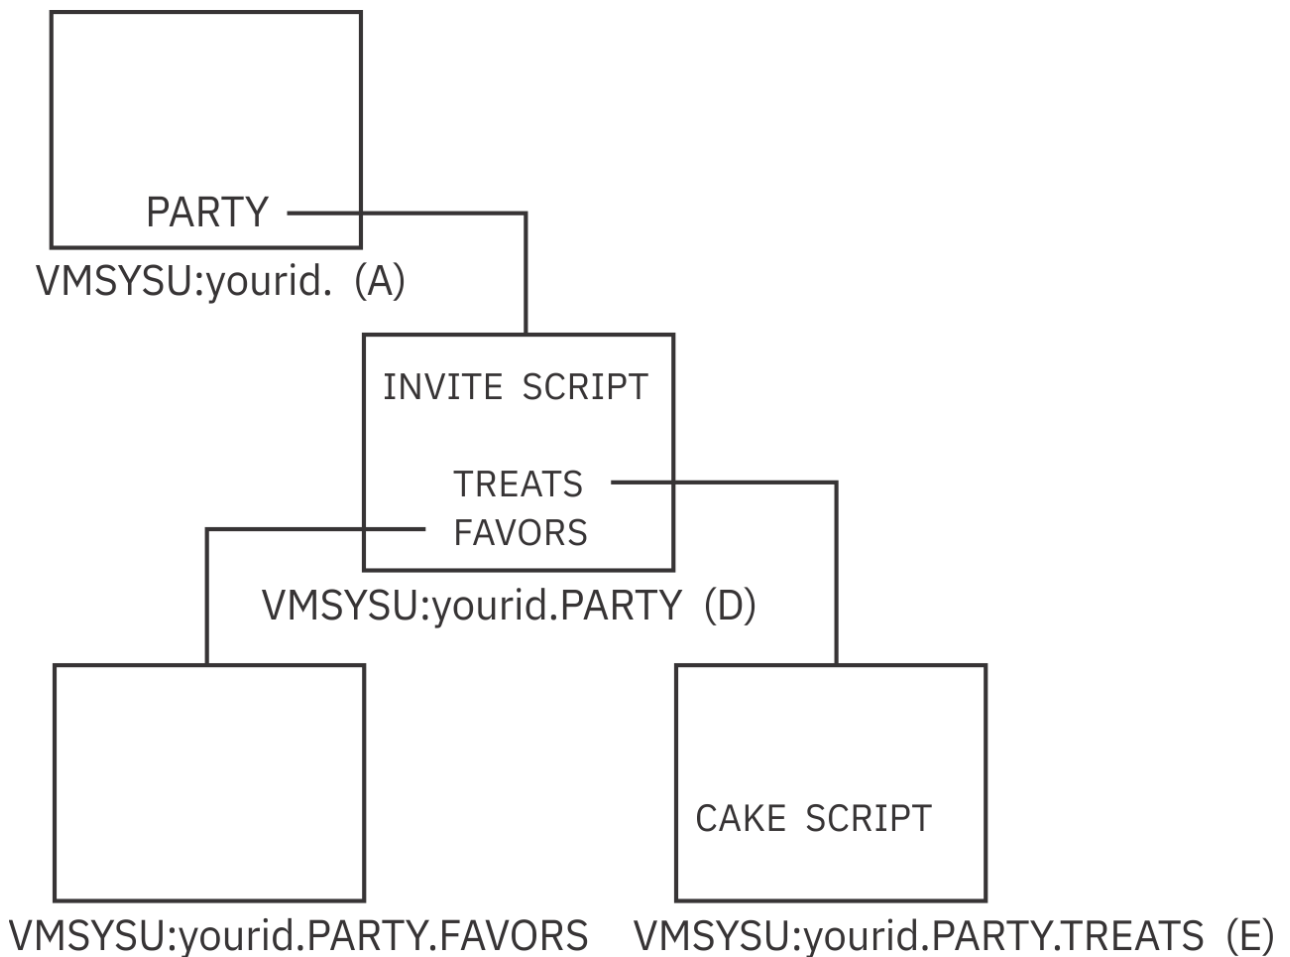 PARTY
VMSYSU:yourid. (A)
INVITE SCRIPT
TREATS
FAVORS
VMSYSU:yourid.PARTY (D)
CAKE SCRIPT
VMSYSU:yourid.PARTY.FAVORS
VMSYSU:yourid.PARTY.TREATS (E)